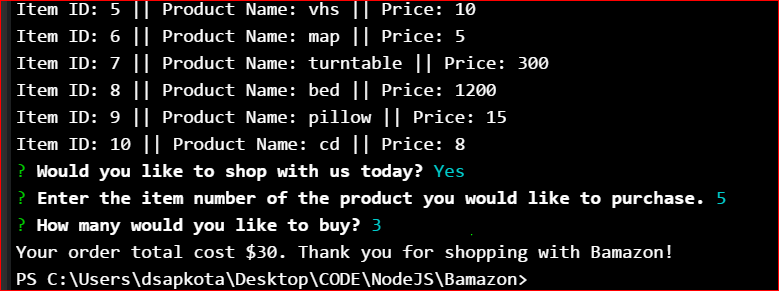 Item ID: 5 || Product Name: vhs || Price: 10
Item ID: 6 || Product Name: map || Price: 5
Item ID: 7 || Product Name: turntable || Price: 300
Item ID: 8 || Product Name: bed || Price: 1200
Item ID: 9 || Product Name: pillow || Price: 15
Item ID: 10 || Product Name: cd || Price: 8
? Would you like to shop with us today? Yes
? Enter the item number of the product you would like to purchase. 5
? How many would you like to buy? 3
Your order total cost $30. Thank you for shopping with Bamazon!
PS C:\Users\dsapkota\Desktop\CODE\NodeJS\Bamazon>